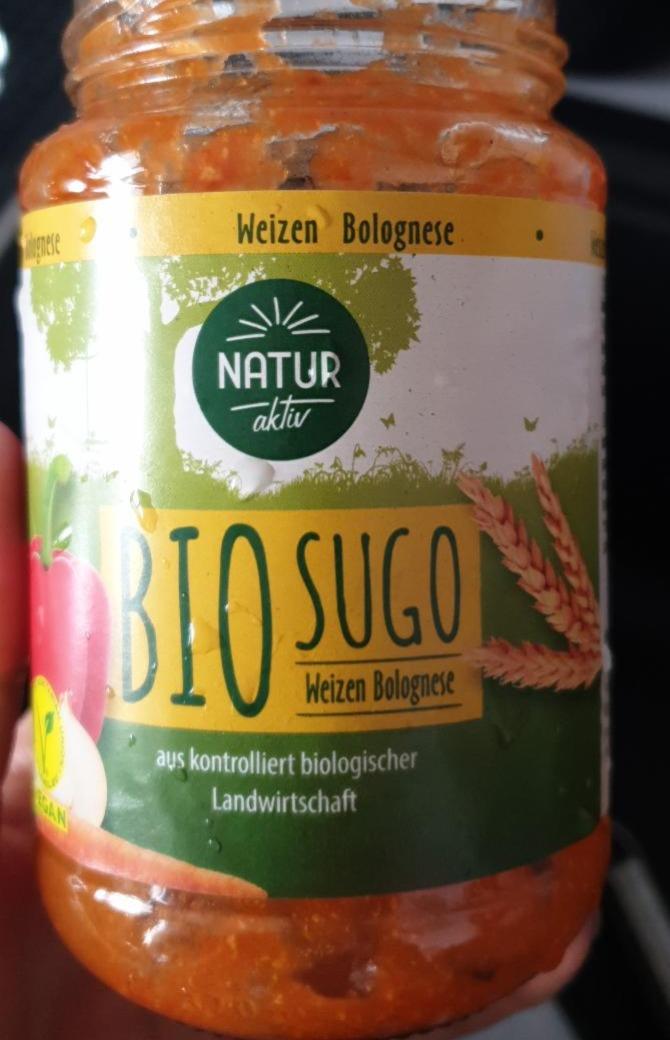 Weizen Bolognese
NATUR
aktiv
BIO SUGO
Weizen Bolognese
aus kontrolliert biologischer
Landwirtschaft
VEGAN